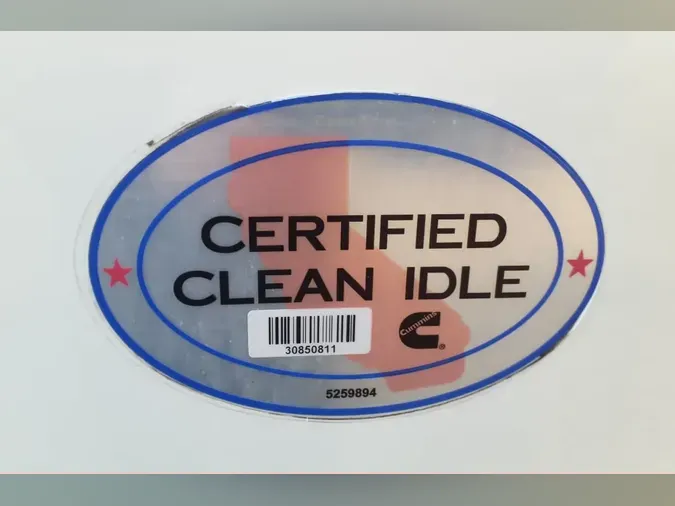 CERTIFIED
CLEAN IDLE
30850811
Cummins
®
5259894